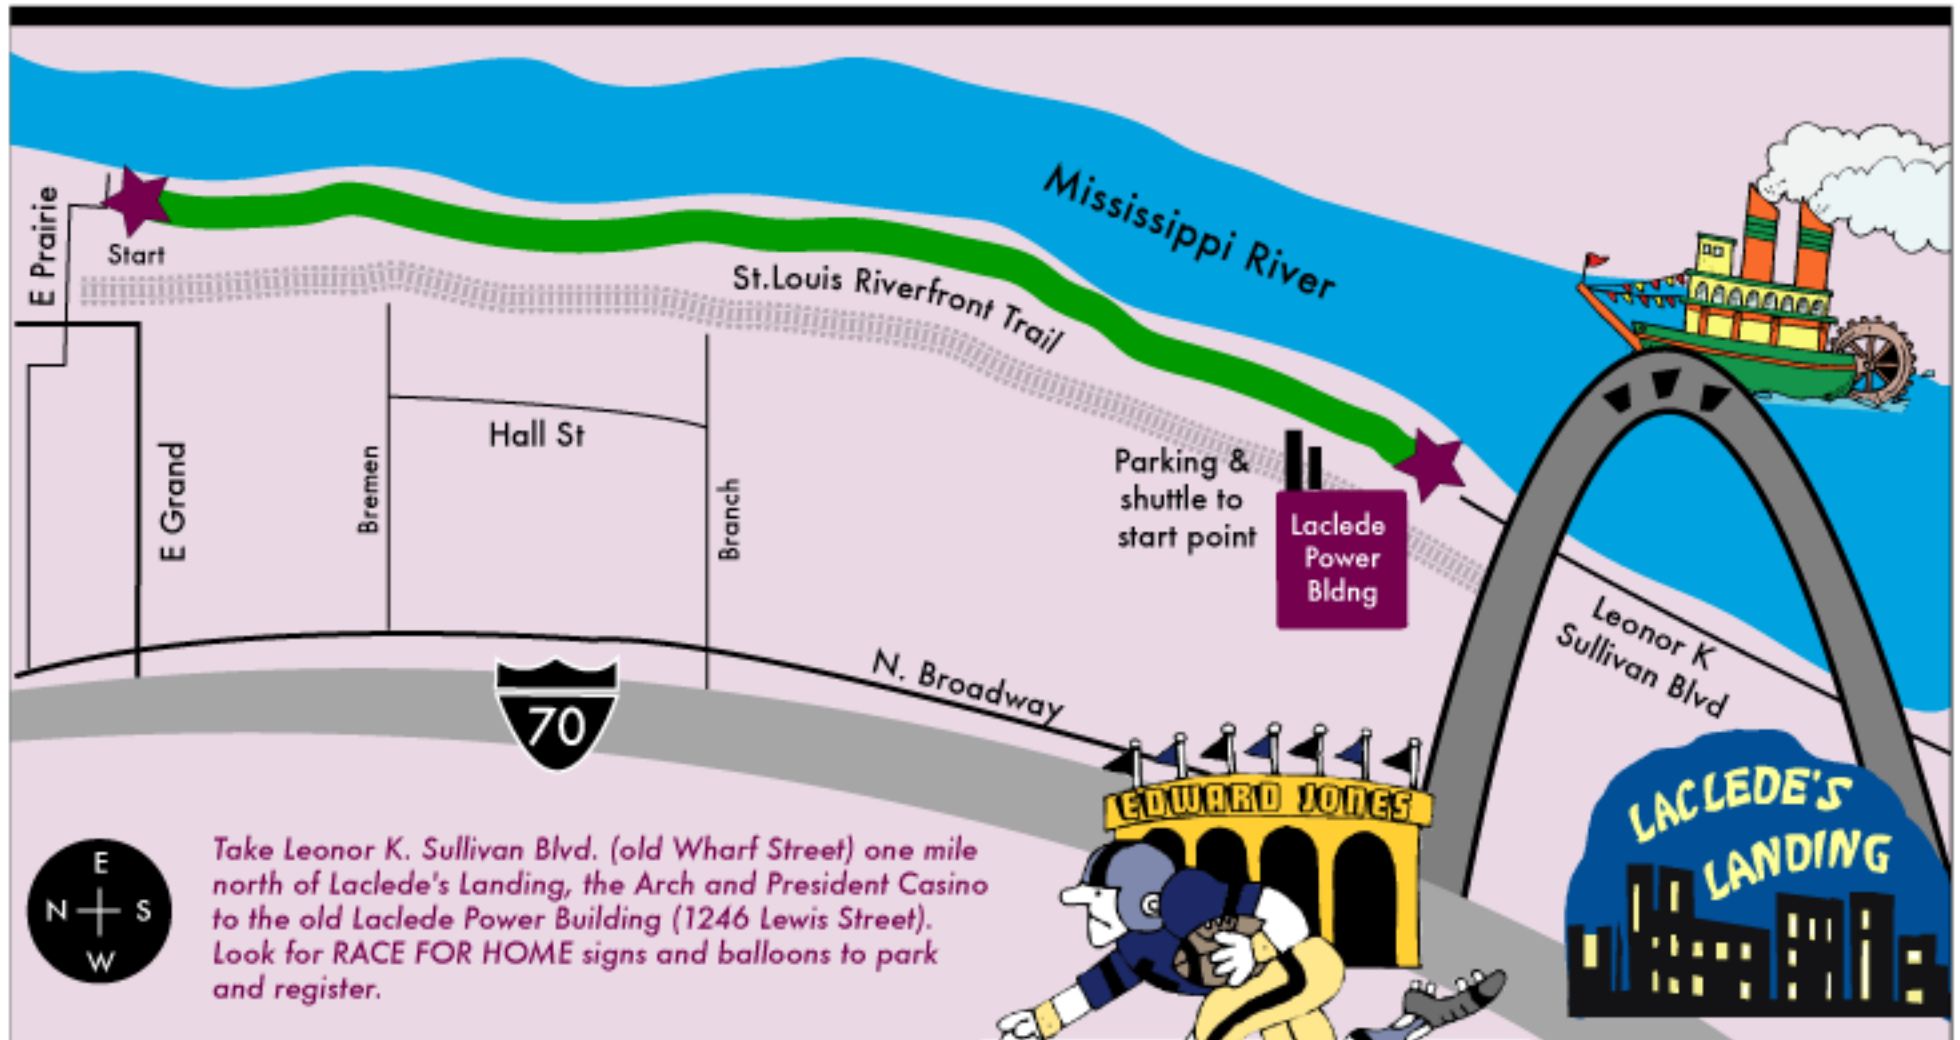 Mississippi River
E Prairie
Start
St.Louis Riverfront Trail
Hall St
E Grand
Bremen
Branch
Parking &
shuttle to
start point
Laclede
Power
Bldng
Leonor K
Sullivan Blvd
N. Broadway
70
EDWARD JONES
LACLEDE'S
LANDING
E
N S
W
Take Leonor K. Sullivan Blvd. (old Wharf Street) one mile
north of Laclede's Landing, the Arch and President Casino
to the old Laclede Power Building (1246 Lewis Street).
Look for RACE FOR HOME signs and balloons to park
and register.